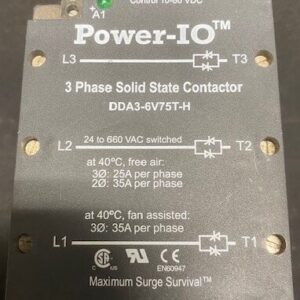 Control 10-60 VDC
+
A1
Power-IO™
L3 T3
3 Phase Solid State Contactor
DDA3-6V75T-H
24 to 660 VAC switched
L2 T2
at 40°C, free air:
3Ø: 25A per phase
2Ø: 35A per phase
at 40°C, fan assisted:
3Ø: 35A per phase
L1 T1
EN60947
Maximum Surge Survival™